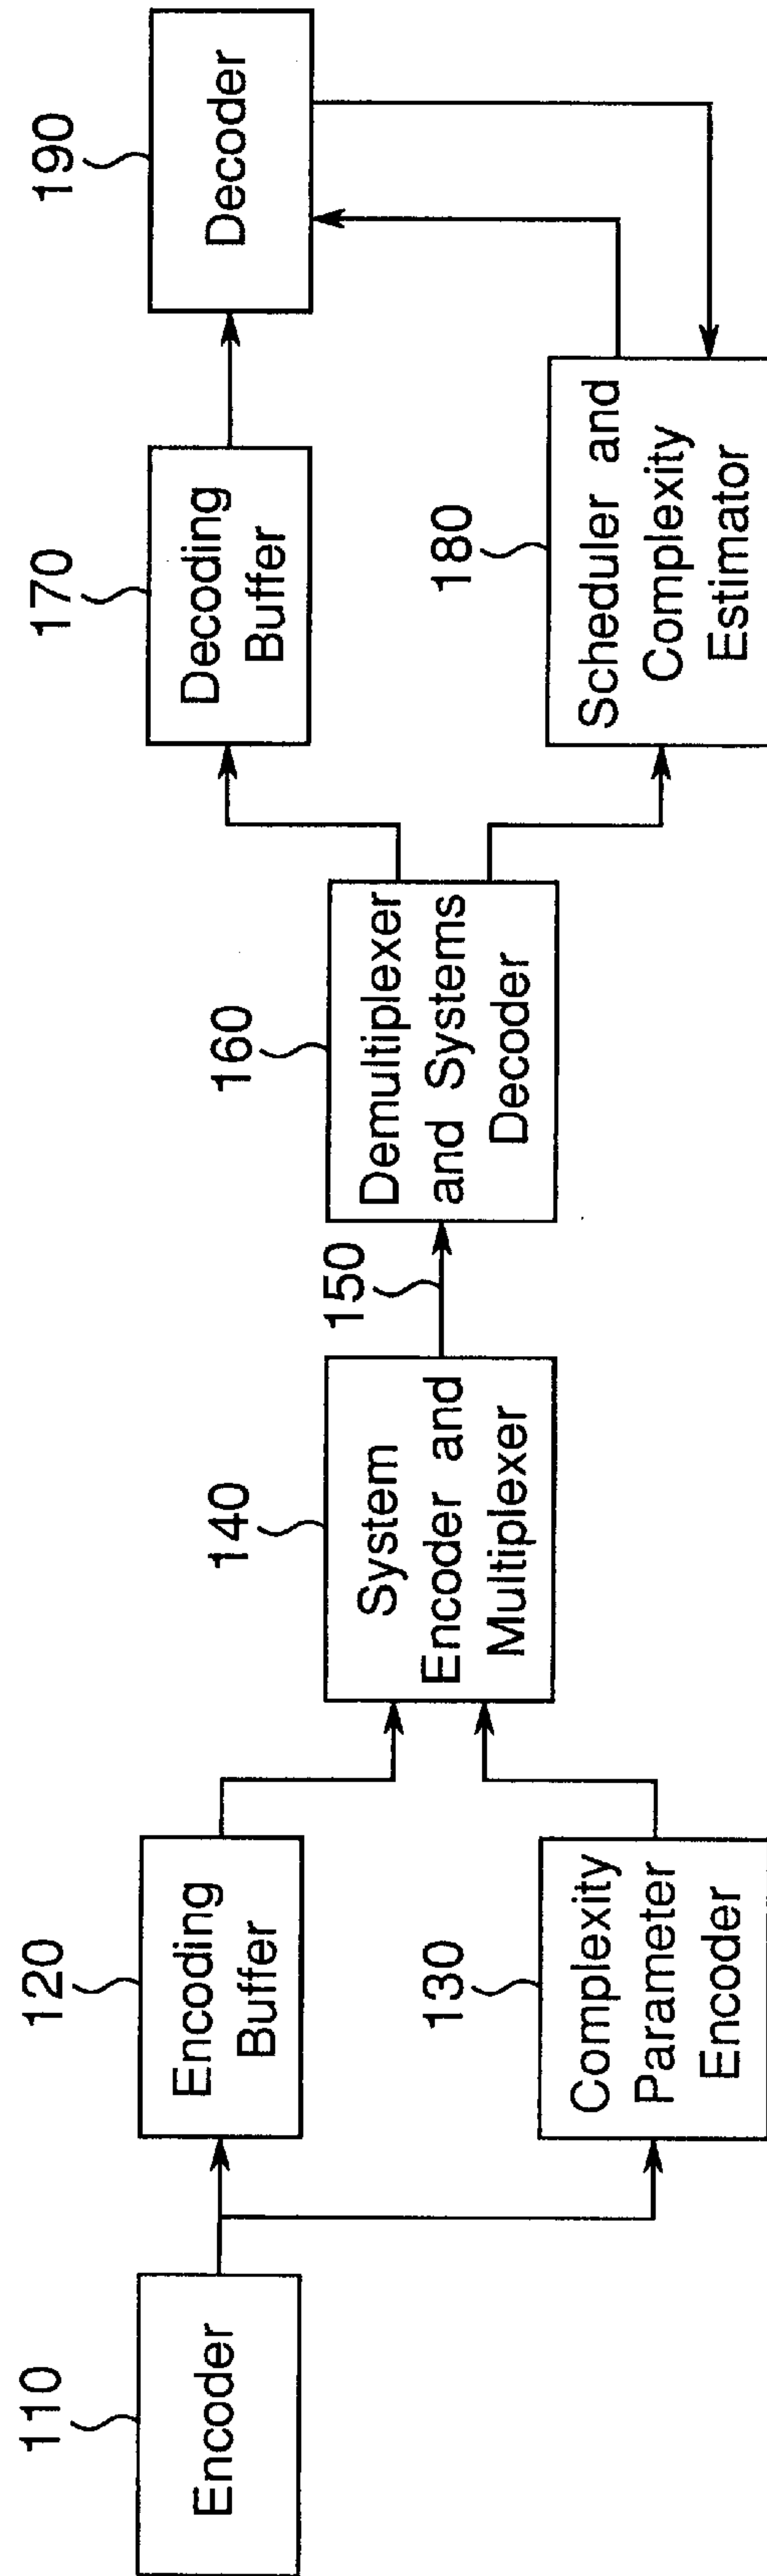 110
Encoder
120
Encoding
Buffer
130
Complexity
Parameter
Encoder
140
System
Encoder and
Multiplexer
150
160
Demultiplexer
and Systems
Decoder
170
Decoding
Buffer
180
Scheduler and
Complexity
Estimator
190
Decoder